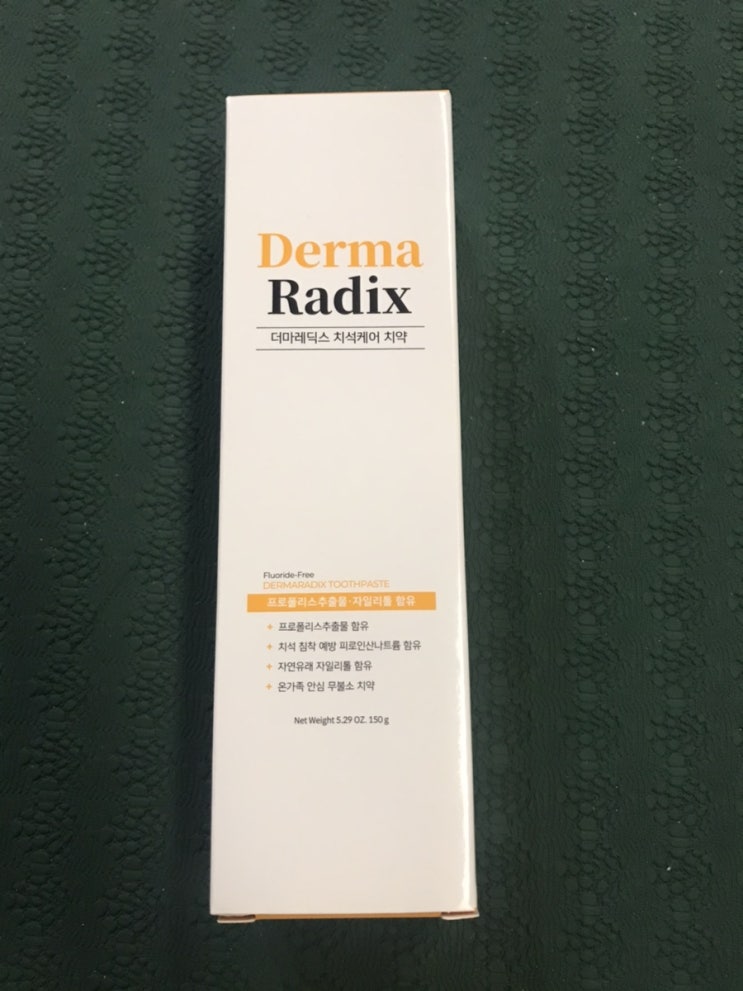 Derma
Radix
더마레딕스 치석케어 치약
Fluoride-Free
DERMARADIX TOOTHPASTE
프로폴리스추출물·자일리톨 함유
+ 프로폴리스추출물 함유
+ 치석 침착 예방 피로인산나트륨 함유
+ 자연유래 자일리톨 함유
+ 온가족 안심 무불소 치약
Net Weight 5.29 OZ. 150 g